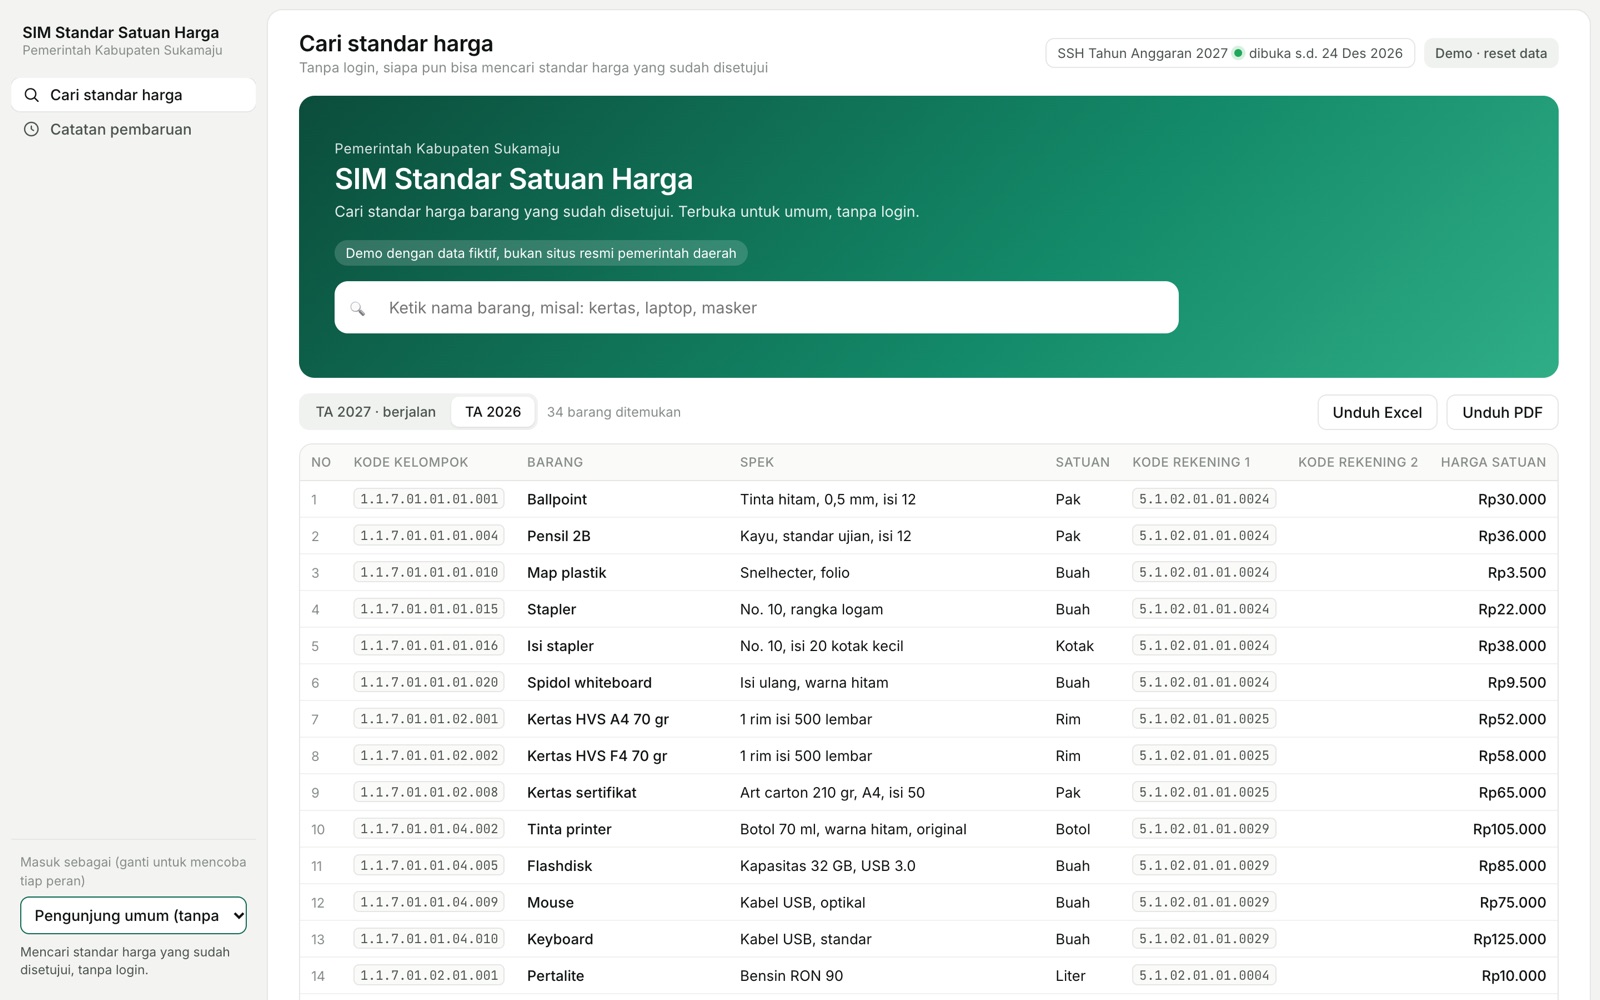 SIM Standar Satuan Harga
Pemerintah Kabupaten Sukamaju
Cari standar harga
Catatan pembaruan
Masuk sebagai (ganti untuk mencoba
tiap peran)
Pengunjung umum (tanpa
Mencari standar harga yang sudah
disetujui, tanpa login.
Cari standar harga
Tanpa login, siapa pun bisa mencari standar harga yang sudah disetujui
SSH Tahun Anggaran 2027 dibuka s.d. 24 Des 2026
Demo · reset data
Pemerintah Kabupaten Sukamaju
SIM Standar Satuan Harga
Cari standar harga barang yang sudah disetujui. Terbuka untuk umum, tanpa login.
Demo dengan data fiktif, bukan situs resmi pemerintah daerah
Ketik nama barang, misal: kertas, laptop, masker
TA 2027 · berjalan TA 2026 34 barang ditemukan Unduh Excel Unduh PDF
NO KODE KELOMPOK BARANG SPEK SATUAN KODE REKENING 1 KODE REKENING 2 HARGA SATUAN
1 1.1.7.01.01.01.001 Ballpoint Tinta hitam, 0,5 mm, isi 12 Pak 5.1.02.01.01.0024 Rp30.000
2 1.1.7.01.01.01.004 Pensil 2B Kayu, standar ujian, isi 12 Pak 5.1.02.01.01.0024 Rp36.000
3 1.1.7.01.01.01.010 Map plastik Snelhecter, folio Buah 5.1.02.01.01.0024 Rp3.500
4 1.1.7.01.01.01.015 Stapler No. 10, rangka logam Buah 5.1.02.01.01.0024 Rp22.000
5 1.1.7.01.01.01.016 Isi stapler No. 10, isi 20 kotak kecil Kotak 5.1.02.01.01.0024 Rp38.000
6 1.1.7.01.01.01.020 Spidol whiteboard Isi ulang, warna hitam Buah 5.1.02.01.01.0024 Rp9.500
7 1.1.7.01.01.02.001 Kertas HVS A4 70 gr 1 rim isi 500 lembar Rim 5.1.02.01.01.0025 Rp52.000
8 1.1.7.01.01.02.002 Kertas HVS F4 70 gr 1 rim isi 500 lembar Rim 5.1.02.01.01.0025 Rp58.000
9 1.1.7.01.01.02.008 Kertas sertifikat Art carton 210 gr, A4, isi 50 Pak 5.1.02.01.01.0025 Rp65.000
10 1.1.7.01.01.04.002 Tinta printer Botol 70 ml, warna hitam, original Botol 5.1.02.01.01.0029 Rp105.000
11 1.1.7.01.01.04.005 Flashdisk Kapasitas 32 GB, USB 3.0 Buah 5.1.02.01.01.0029 Rp85.000
12 1.1.7.01.01.04.009 Mouse Kabel USB, optikal Buah 5.1.02.01.01.0029 Rp75.000
13 1.1.7.01.01.04.010 Keyboard Kabel USB, standar Buah 5.1.02.01.01.0029 Rp125.000
14 1.1.7.01.02.01.001 Pertalite Bensin RON 90 Liter 5.1.02.01.01.0004 Rp10.000